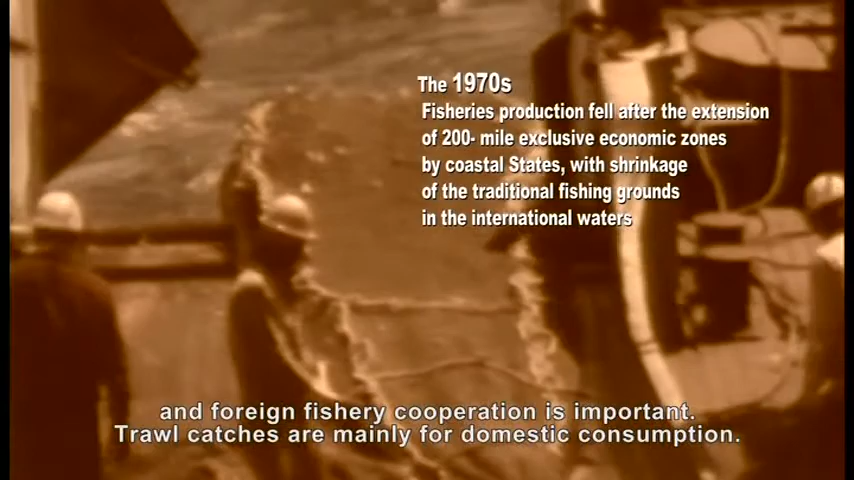 The 1970s
Fisheries production fell after the extension
of 200- mile exclusive economic zones
by coastal States, with shrinkage
of the traditional fishing grounds
in the international waters
and foreign fishery cooperation is important.
Trawl catches are mainly for domestic consumption.